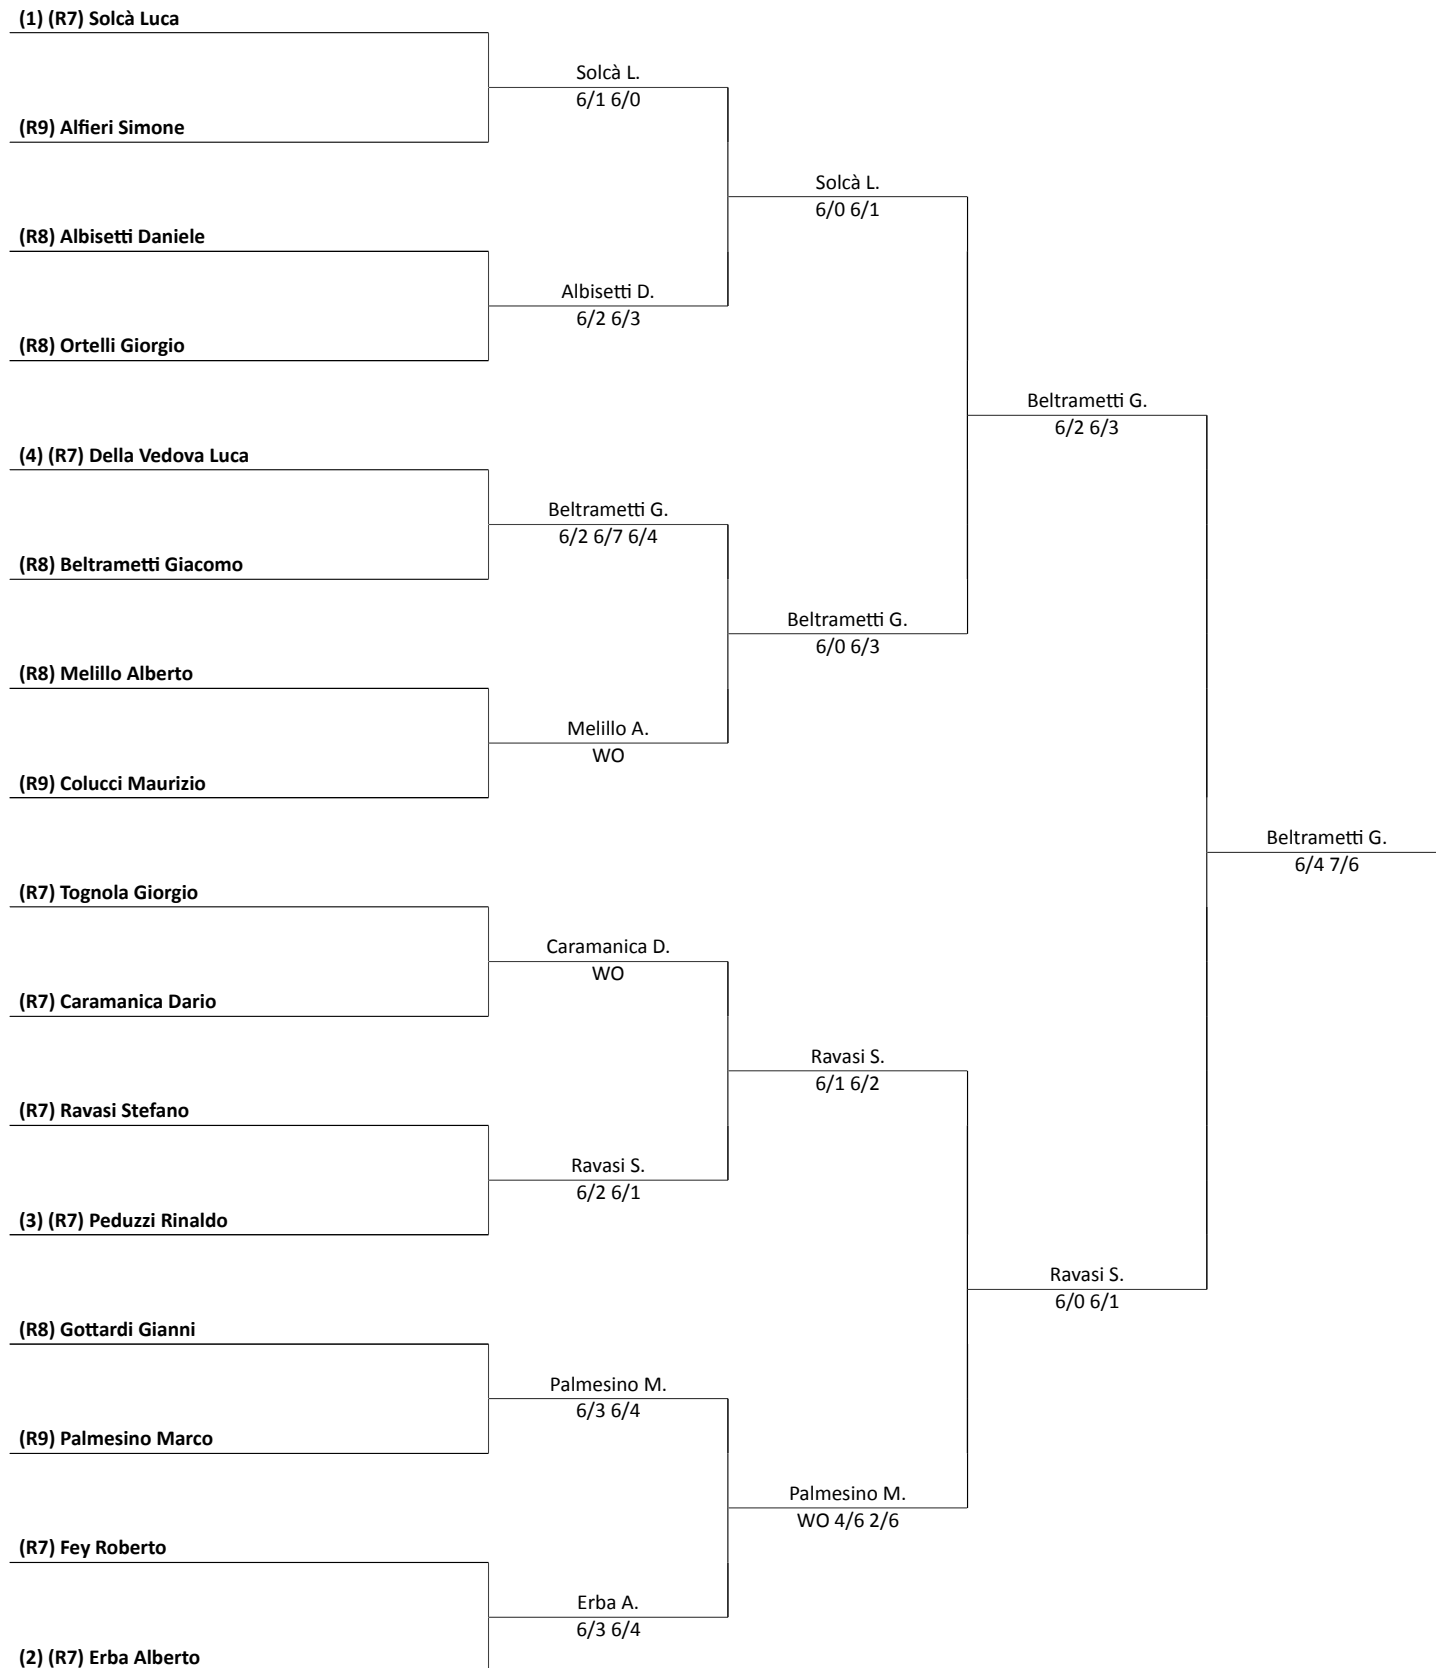 (1) (R7) Solcà Luca
Solcà L.
6/1 6/0
(R9) Alfieri Simone
Solcà L.
6/0 6/1
(R8) Albisetti Daniele
Albisetti D.
6/2 6/3
(R8) Ortelli Giorgio
Beltrametti G.
6/2 6/3
(4) (R7) Della Vedova Luca
Beltrametti G.
6/2 6/7 6/4
(R8) Beltrametti Giacomo
Beltrametti G.
6/0 6/3
(R8) Melillo Alberto
Melillo A.
WO
(R9) Colucci Maurizio
Beltrametti G.
6/4 7/6
(R7) Tognola Giorgio
Caramanica D.
WO
(R7) Caramanica Dario
Ravasi S.
6/1 6/2
(R7) Ravasi Stefano
Ravasi S.
6/2 6/1
(3) (R7) Peduzzi Rinaldo
Ravasi S.
6/0 6/1
(R8) Gottardi Gianni
Palmesino M.
6/3 6/4
(R9) Palmesino Marco
Palmesino M.
WO 4/6 2/6
(R7) Fey Roberto
Erba A.
6/3 6/4
(2) (R7) Erba Alberto